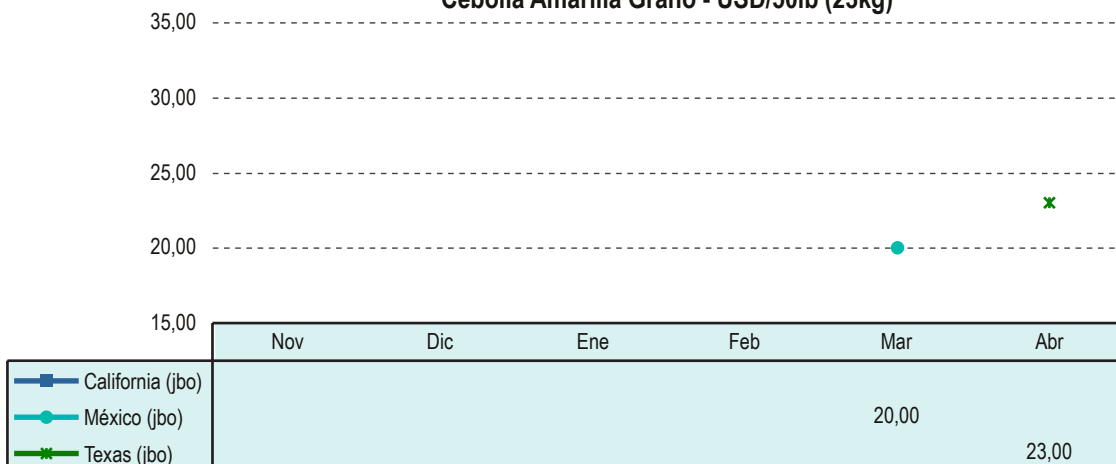 Cebolla Amarilla Grano - USD/50lb (25kg)
35,00
30,00
25,00
20,00
15,00
Nov Dic Ene Feb Mar Abr
California (jbo)
México (jbo) 20,00
Texas (jbo) 23,00